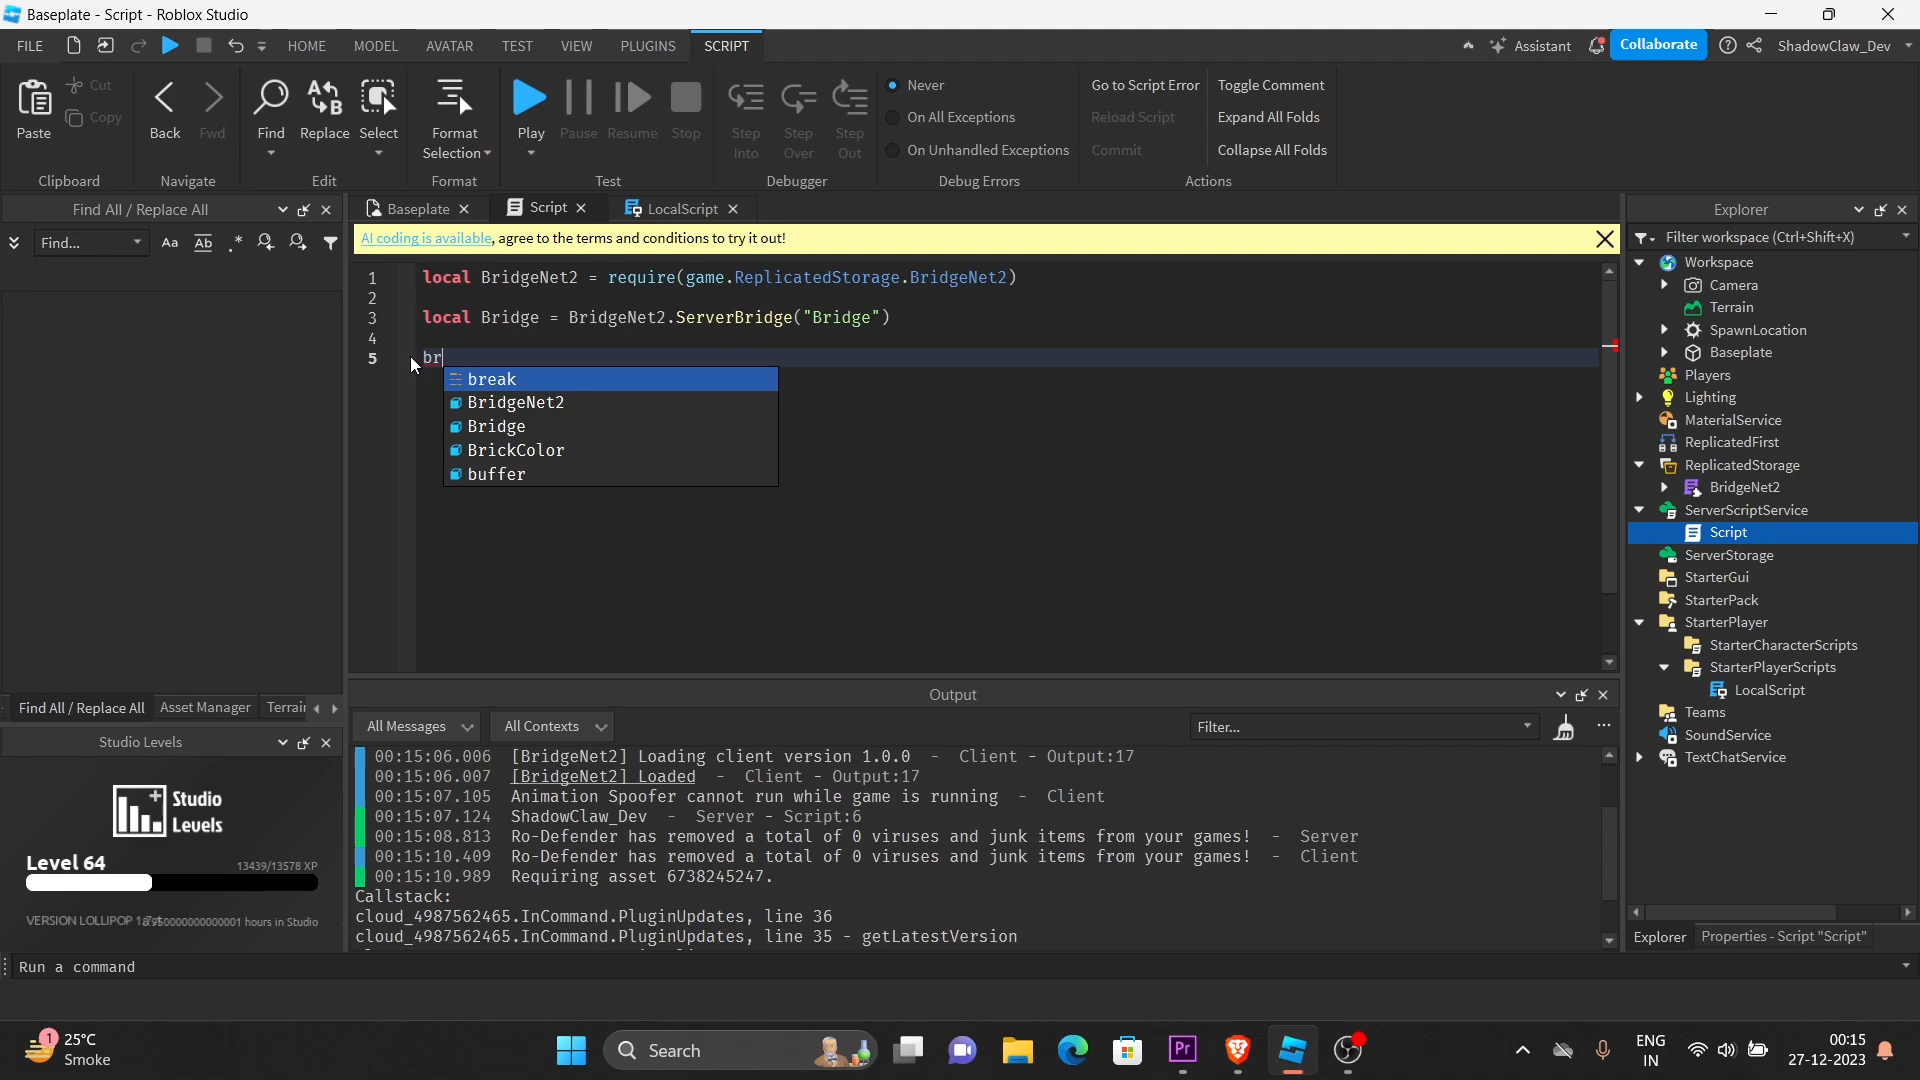 Baseplate - Script - Roblox Studio
FILE HOME MODEL AVATAR TEST VIEW PLUGINS SCRIPT Assistant Collaborate ShadowClaw_Dev
Paste Cut Copy
Back Fwd
Find Replace Select
Format Selection
Play Pause Resume Stop
Step Into Step Over Step Out
Never
On All Exceptions
On Unhandled Exceptions
Go to Script Error
Reload Script
Commit
Toggle Comment
Expand All Folds
Collapse All Folds
Clipboard Navigate Edit Format Test Debugger Debug Errors Actions
Find All / Replace All
Find... Aa Ab .*
Baseplate Script LocalScript
AI coding is available, agree to the terms and conditions to try it out!
1 local BridgeNet2 = require(game.ReplicatedStorage.BridgeNet2)
2
3 local Bridge = BridgeNet2.ServerBridge("Bridge")
4
5 br
break
BridgeNet2
Bridge
BrickColor
buffer
Explorer
Filter workspace (Ctrl+Shift+X)
Workspace
Camera
Terrain
SpawnLocation
Baseplate
Players
Lighting
MaterialService
ReplicatedFirst
ReplicatedStorage
BridgeNet2
ServerScriptService
Script
ServerStorage
StarterGui
StarterPack
StarterPlayer
StarterCharacterScripts
StarterPlayerScripts
LocalScript
Teams
SoundService
TextChatService
Explorer Properties - Script "Script"
Find All / Replace All Asset Manager
Studio Levels
Studio
Levels
Level 64 13439/13578 XP
VERSION LOLLIPOP hours in Studio
Output
All Messages All Contexts Filter...
00:15:06.006 [BridgeNet2] Loading client version 1.0.0 - Client - Output:17
00:15:06.007 [BridgeNet2] Loaded - Client - Output:17
00:15:07.105 Animation Spoofer cannot run while game is running - Client
00:15:07.124 ShadowClaw_Dev - Server - Script:6
00:15:08.813 Ro-Defender has removed a total of 0 viruses and junk items from your games! - Server
00:15:10.409 Ro-Defender has removed a total of 0 viruses and junk items from your games! - Client
00:15:10.989 Requiring asset 6738245247.
Callstack:
cloud_4987562465.InCommand.PluginUpdates, line 36
cloud_4987562465.InCommand.PluginUpdates, line 35 - getLatestVersion
Run a command
1 25°C
Smoke
Search
Pr
ENG
IN
00:15
27-12-2023